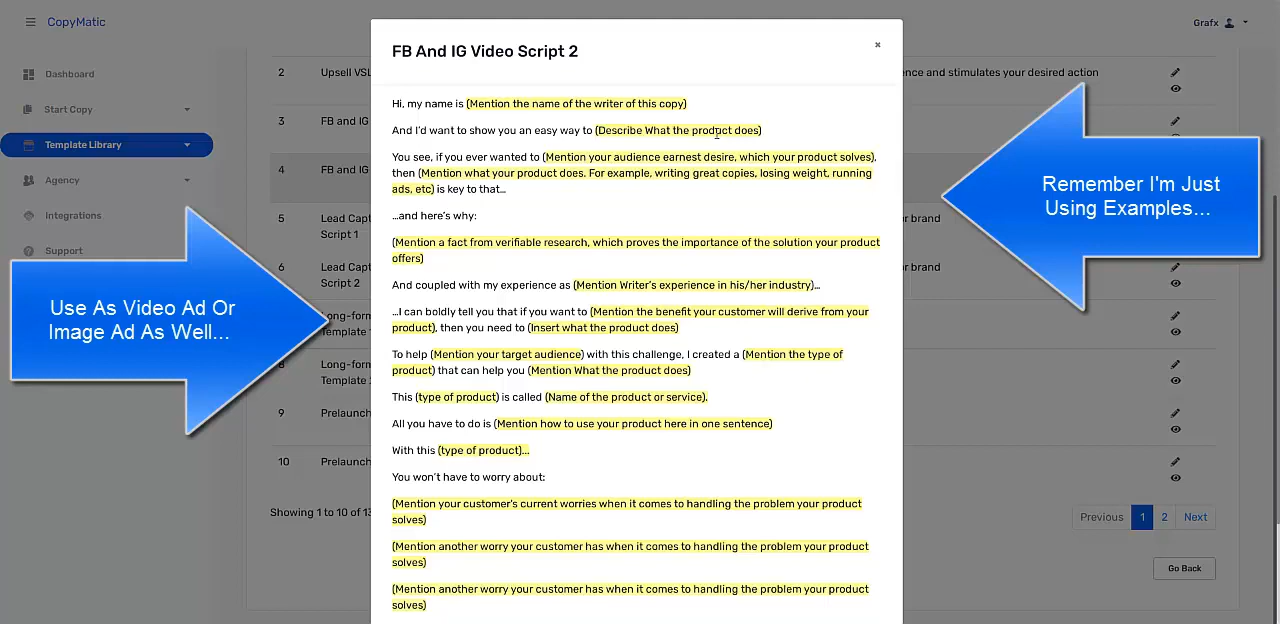 CopyMatic
Grafx
Dashboard
Start Copy
Template Library
Agency
Integrations
Support
2 Upsell VSL
ence and stimulates your desired action
3 FB and IG
4 FB and IG
5 Lead Capt
Script 1
r brand
6 Lead Capt
Script 2
or brand
Long-form
Template 1
8 Long-form
Template 2
9 Prelaunch
10 Prelaunch
Showing 1 to 10 of 13
Previous 1 2 Next
Go Back
FB And IG Video Script 2
×
Hi, my name is (Mention the name of the writer of this copy)
And I'd want to show you an easy way to (Describe What the product does)
You see, if you ever wanted to (Mention your audience earnest desire, which your product solves),
then (Mention what your product does. For example, writing great copies, losing weight, running
ads, etc) is key to that…
…and here's why:
(Mention a fact from verifiable research, which proves the importance of the solution your product
offers)
And coupled with my experience as (Mention Writer's experience in his/her industry)…
…I can boldly tell you that if you want to (Mention the benefit your customer will derive from your
product), then you need to (Insert what the product does)
To help (Mention your target audience) with this challenge, I created a (Mention the type of
product) that can help you (Mention What the product does)
This (type of product) is called (Name of the product or service).
All you have to do is (Mention how to use your product here in one sentence)
With this (type of product)…
You won't have to worry about:
(Mention your customer's current worries when it comes to handling the problem your product
solves)
(Mention another worry your customer has when it comes to handling the problem your product
solves)
(Mention another worry your customer has when it comes to handling the problem your product
solves)
Use As Video Ad Or
Image Ad As Well...
Remember I'm Just
Using Examples...